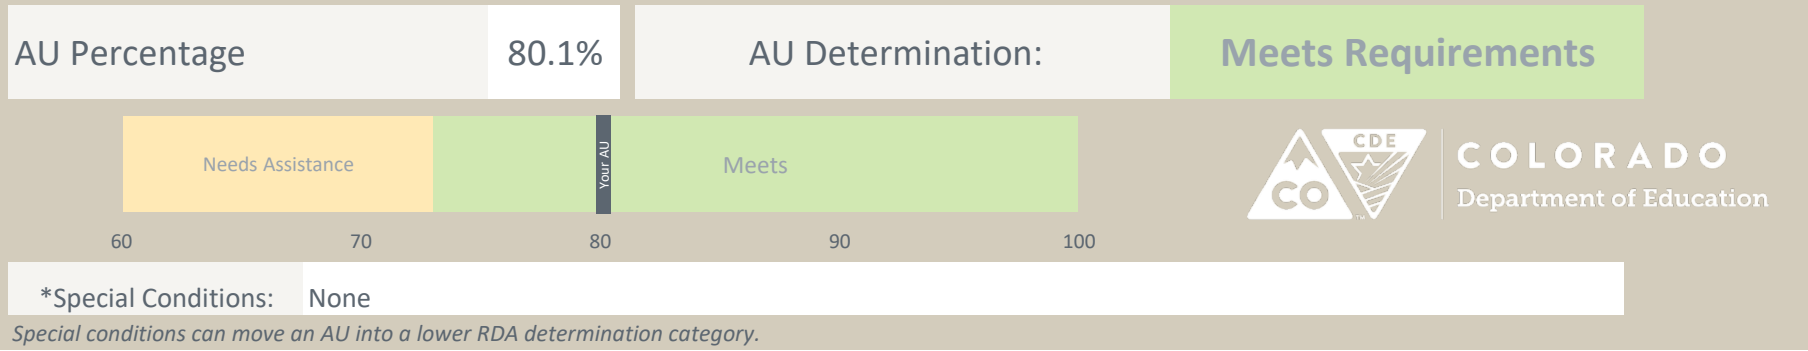 AU Percentage 80.1% AU Determination: Meets Requirements
Needs Assistance Your AU Meets
60 70 80 90 100
CDE
CO
COLORADO
Department of Education
*Special Conditions: None
Special conditions can move an AU into a lower RDA determination category.